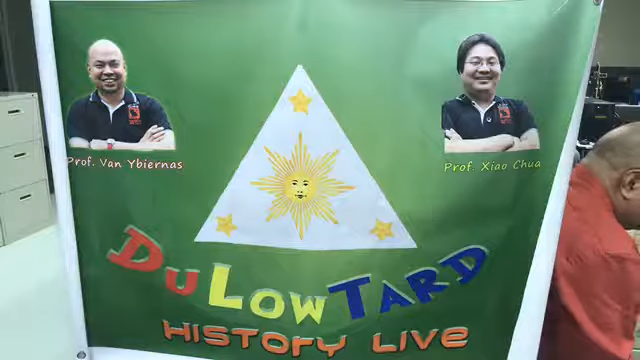 Prof. Van Ybiernas
Prof. Xiao Chua
DuLowTard
History Live